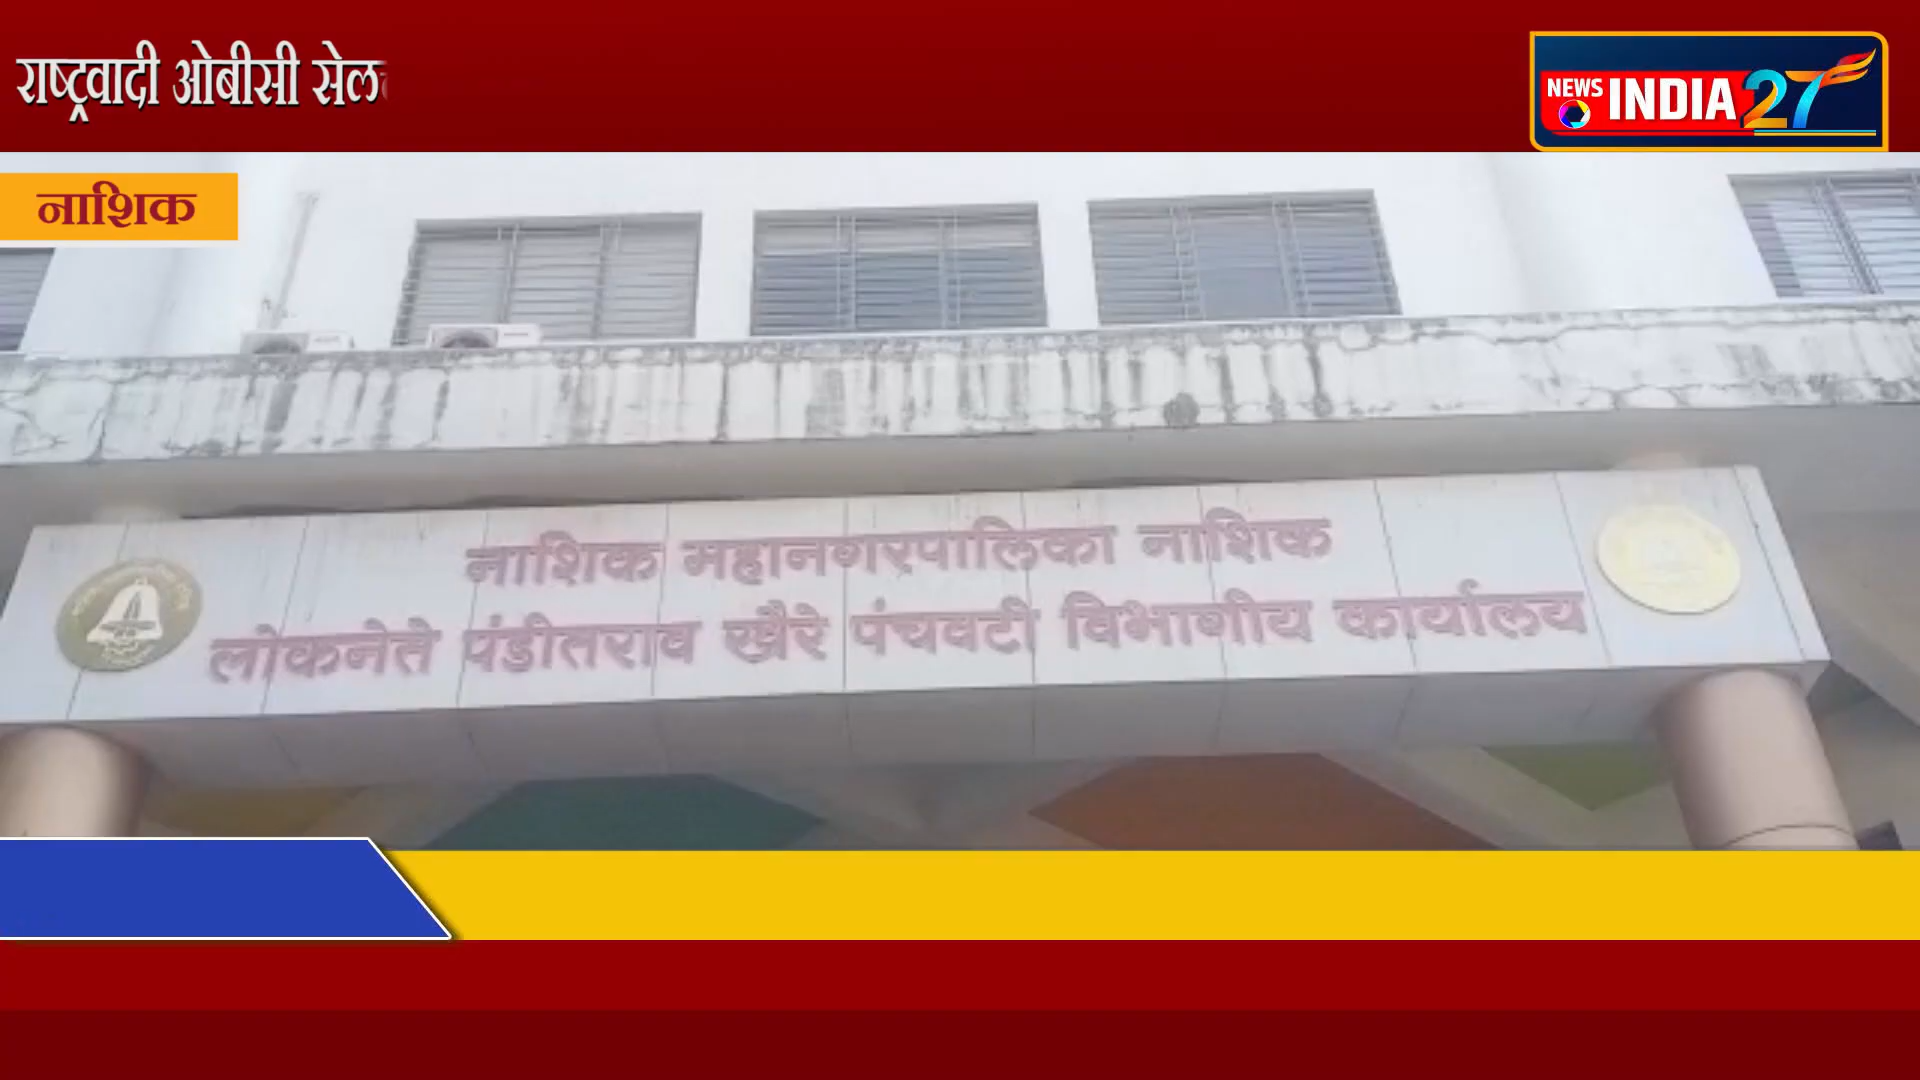 राष्ट्रवादी ओबीसी सेल
NEWS INDIA 27
नाशिक
नाशिक महानगरपालिका नाशिक
लोकनेते पंडीतराव खैरे पंचवटी विभागीय कार्यालय